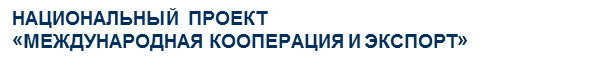 НАЦИОНАЛЬНЫЙ ПРОЕКТ
«МЕЖДУНАРОДНАЯ КООПЕРАЦИЯ И ЭКСПОРТ»